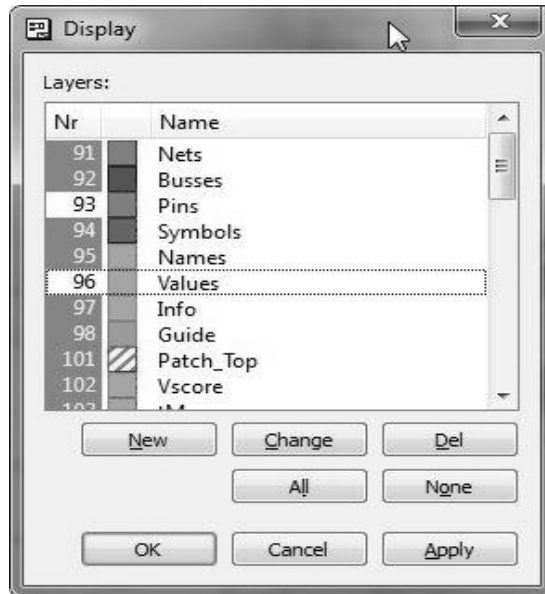 Display
Layers:
Nr Name
91 Nets
92 Busses
93 Pins
94 Symbols
95 Names
96 Values
97 Info
98 Guide
101 Patch_Top
102 Vscore
New Change Del
All None
OK Cancel Apply